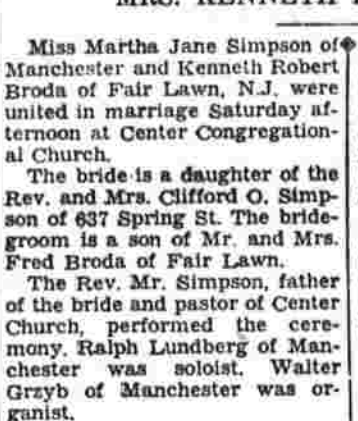 MRS. KENNETH
Miss Martha Jane Simpson of
Manchester and Kenneth Robert
Broda of Fair Lawn, N.J. were
united in marriage Saturday af-
ternoon at Center Congregation-
al Church.
The bride is a daughter of the
Rev. and Mrs. Clifford O. Simp-
son of 637 Spring St. The bride-
groom is a son of Mr. and Mrs.
Fred Broda of Fair Lawn.
The Rev. Mr. Simpson, father
of the bride and pastor of Center
Church, performed the cere-
mony. Ralph Lundberg of Man-
chester was soloist. Walter
Grzyb of Manchester was or-
ganist.